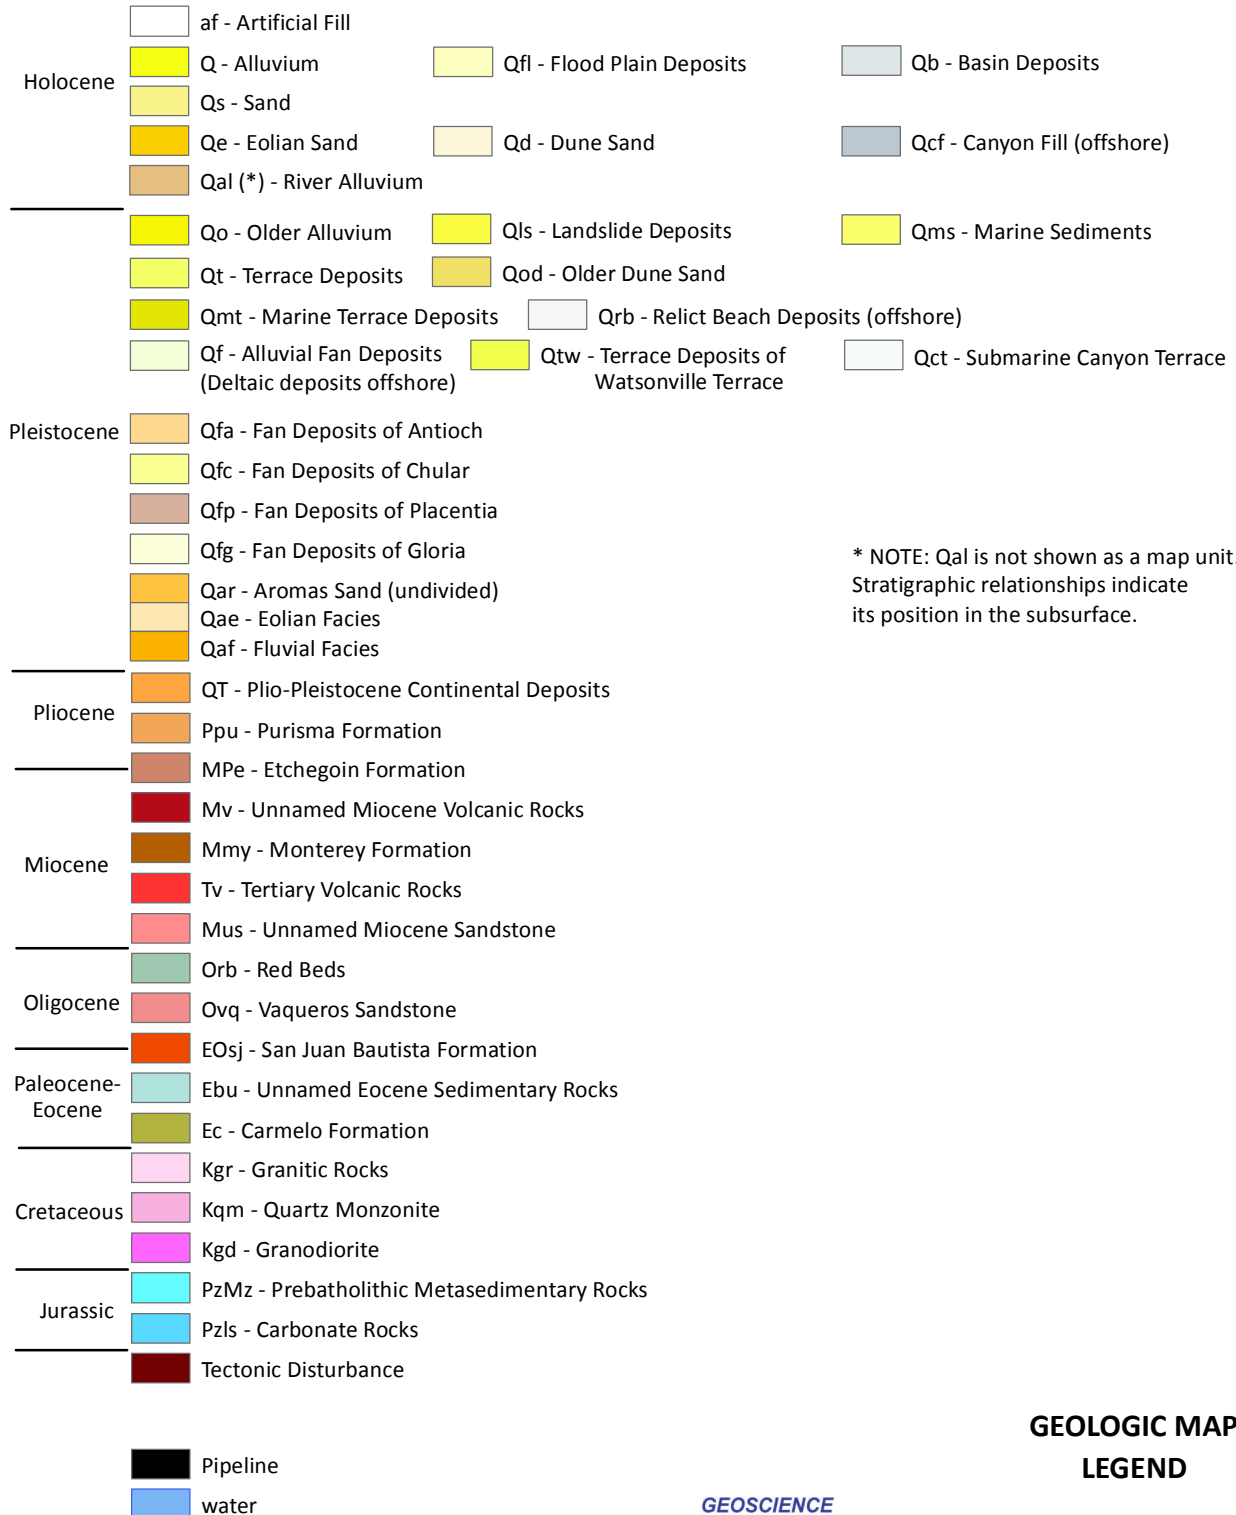 af - Artificial Fill
Holocene
Q - Alluvium
Qfl - Flood Plain Deposits
Qb - Basin Deposits
Qs - Sand
Qe - Eolian Sand
Qd - Dune Sand
Qcf - Canyon Fill (offshore)
Qal (*) - River Alluvium
Pleistocene
Qo - Older Alluvium
Qls - Landslide Deposits
Qms - Marine Sediments
Qt - Terrace Deposits
Qod - Older Dune Sand
Qmt - Marine Terrace Deposits
Qrb - Relict Beach Deposits (offshore)
Qf - Alluvial Fan Deposits
(Deltaic deposits offshore)
Qtw - Terrace Deposits of
Watsonville Terrace
Qct - Submarine Canyon Terrace
Qfa - Fan Deposits of Antioch
Qfc - Fan Deposits of Chular
Qfp - Fan Deposits of Placentia
Qfg - Fan Deposits of Gloria
Qar - Aromas Sand (undivided)
Qae - Eolian Facies
Qaf - Fluvial Facies
* NOTE: Qal is not shown as a map unit.
Stratigraphic relationships indicate
its position in the subsurface.
Pliocene
QT - Plio-Pleistocene Continental Deposits
Ppu - Purisma Formation
MPe - Etchegoin Formation
Miocene
Mv - Unnamed Miocene Volcanic Rocks
Mmy - Monterey Formation
Tv - Tertiary Volcanic Rocks
Mus - Unnamed Miocene Sandstone
Oligocene
Orb - Red Beds
Ovq - Vaqueros Sandstone
EOsj - San Juan Bautista Formation
Paleocene-
Eocene
Ebu - Unnamed Eocene Sedimentary Rocks
Ec - Carmelo Formation
Cretaceous
Kgr - Granitic Rocks
Kqm - Quartz Monzonite
Kgd - Granodiorite
Jurassic
PzMz - Prebatholithic Metasedimentary Rocks
Pzls - Carbonate Rocks
Tectonic Disturbance
Pipeline
water
GEOLOGIC MAP
LEGEND
GEOSCIENCE